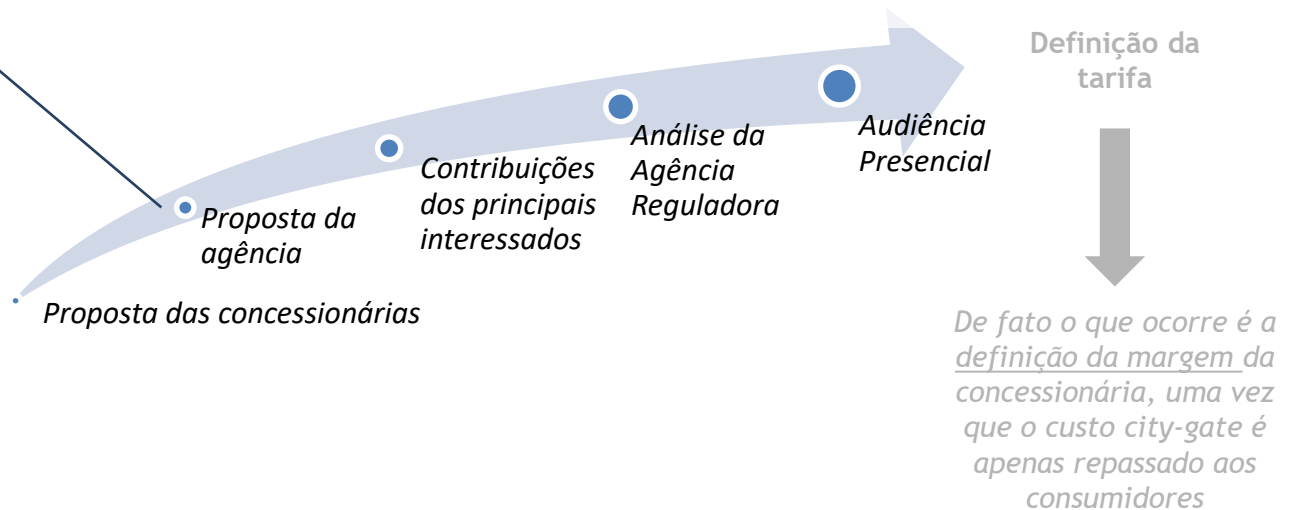 Proposta das concessionárias
Proposta da
agência
Contribuições
dos principais
interessados
Análise da
Agência
Reguladora
Audiência
Presencial
Definição da
tarifa
De fato o que ocorre é a
definição da margem da
concessionária, uma vez
que o custo city-gate é
apenas repassado aos
consumidores